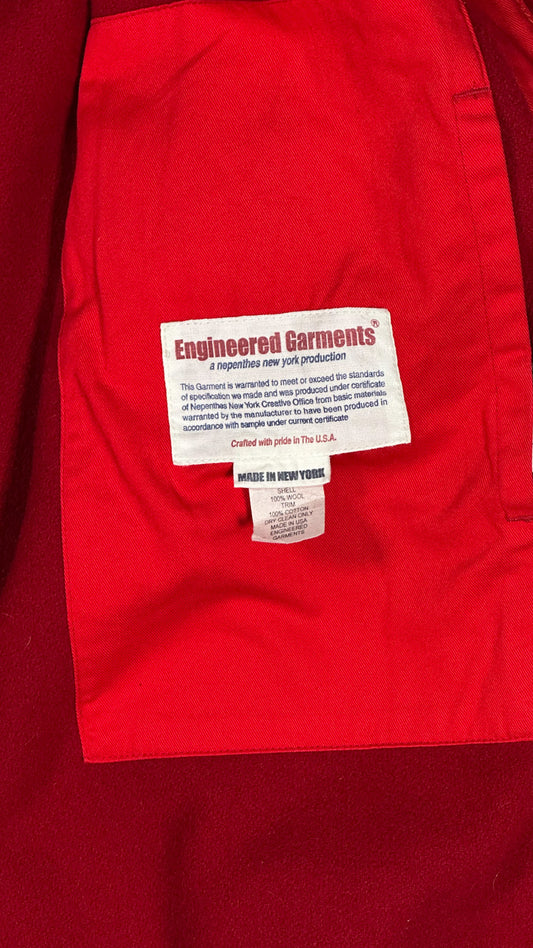 Engineered Garments®
a nepenthes new york production
This Garment is warranted to meet or exceed the standards
of specification we made and was produced under certificate
of Nepenthes New York Creative Office from basic materials
warranted by the manufacturer to have been produced in
accordance with sample under current certificate
Crafted with pride in The U.S.A.
MADE IN NEW YORK
SHELL
100% WOOL
TRIM
100% COTTON
DRY CLEAN ONLY
MADE IN USA
ENGINEERED
GARMENTS